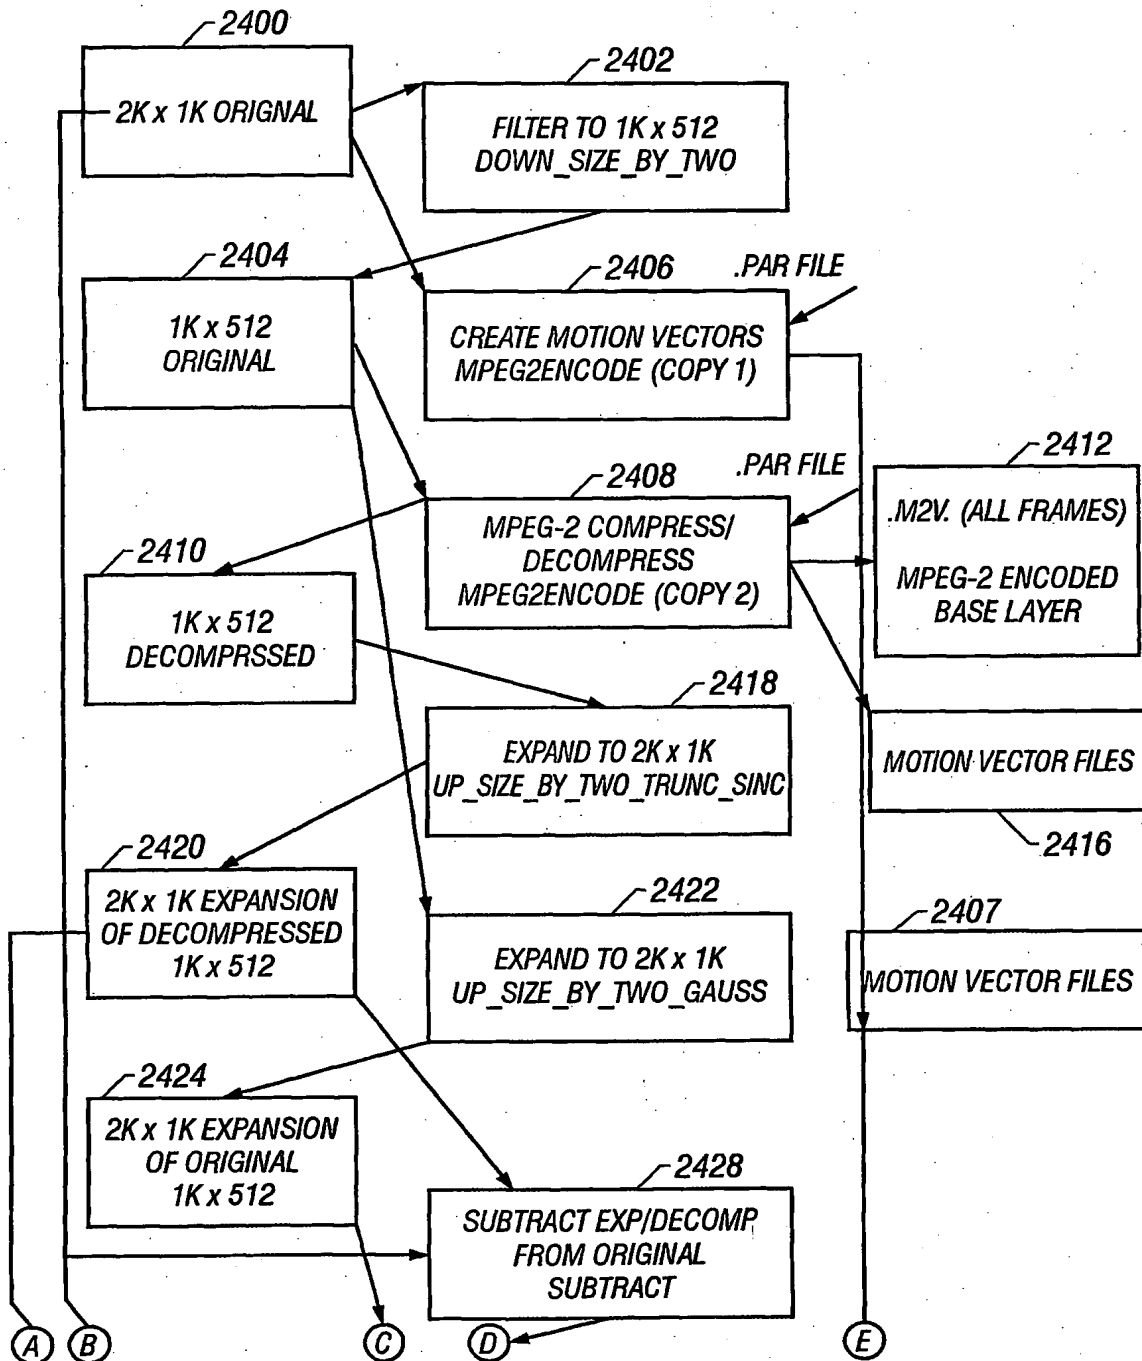 2400
2K x 1K ORIGNAL
2402
FILTER TO 1K x 512
DOWN_SIZE_BY_TWO
2404
1K x 512
ORIGINAL
2406
.PAR FILE
CREATE MOTION VECTORS
MPEG2ENCODE (COPY 1)
2408
.PAR FILE
MPEG-2 COMPRESS/
DECOMPRESS
MPEG2ENCODE (COPY 2)
2412
.M2V. (ALL FRAMES)
MPEG-2 ENCODED
BASE LAYER
2410
1K x 512
DECOMPRSSED
2418
EXPAND TO 2K x 1K
UP_SIZE_BY_TWO_TRUNC_SINC
MOTION VECTOR FILES
2416
2420
2K x 1K EXPANSION
OF DECOMPRESSED
1K x 512
2422
EXPAND TO 2K x 1K
UP_SIZE_BY_TWO_GAUSS
2407
MOTION VECTOR FILES
2424
2K x 1K EXPANSION
OF ORIGINAL
1K x 512
2428
SUBTRACT EXP/DECOMP
FROM ORIGINAL
SUBTRACT
A
B
C
D
E